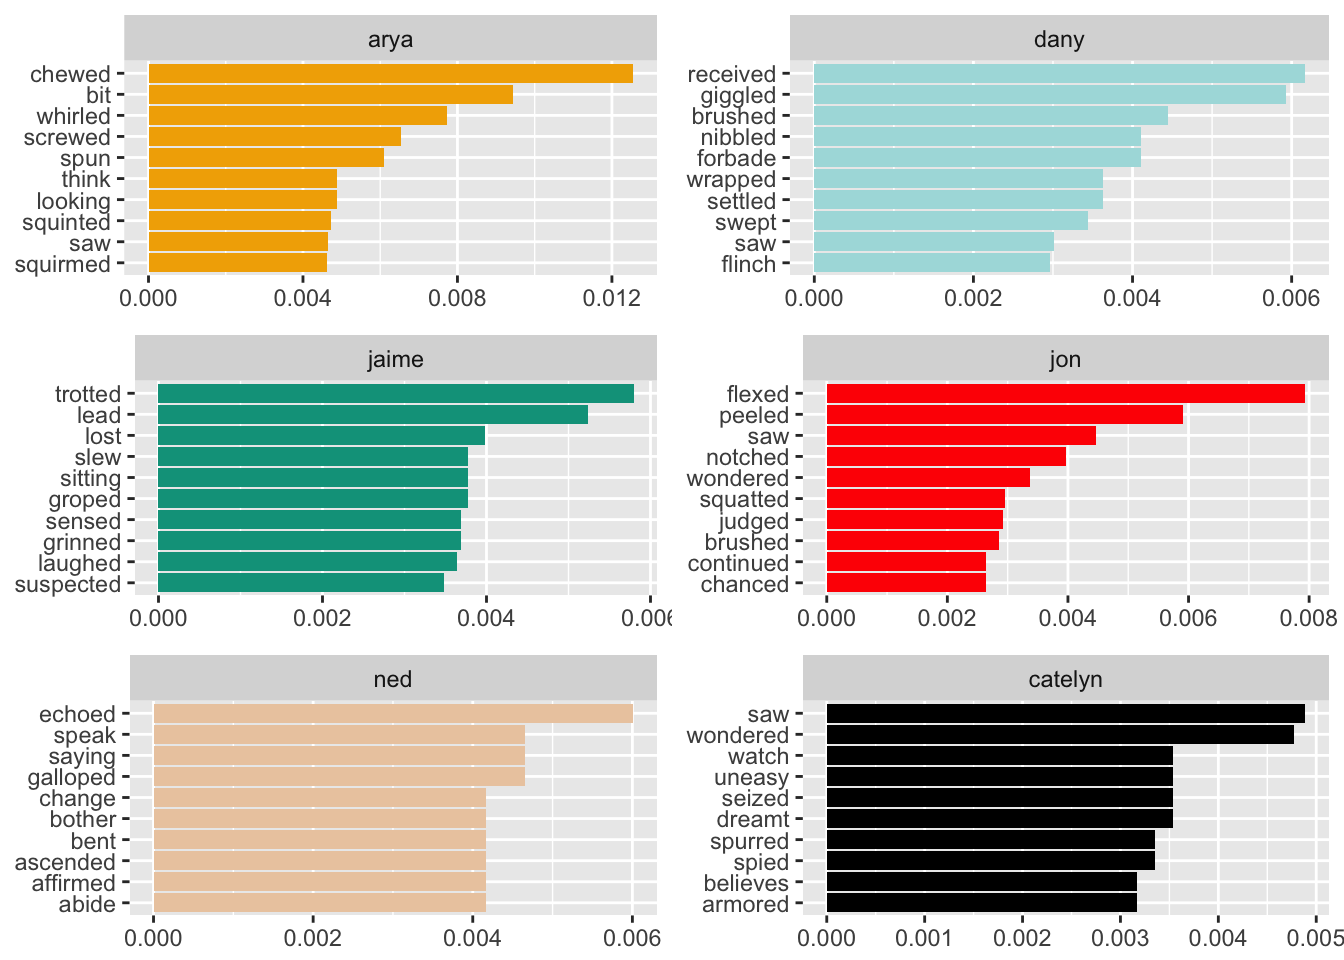 arya
chewed
bit
whirled
screwed
spun
think
looking
squinted
saw
squirmed
0.000 0.004 0.008 0.012
dany
received
giggled
brushed
nibbled
forbade
wrapped
settled
swept
saw
flinch
0.000 0.002 0.004 0.006
jaime
trotted
lead
lost
slew
sitting
groped
sensed
grinned
laughed
suspected
0.000 0.002 0.004 0.006
jon
flexed
peeled
saw
notched
wondered
squatted
judged
brushed
continued
chanced
0.000 0.002 0.004 0.006 0.008
ned
echoed
speak
saying
galloped
change
bother
bent
ascended
affirmed
abide
0.000 0.002 0.004 0.006
catelyn
saw
wondered
watch
uneasy
seized
dreamt
spurred
spied
believes
armored
0.000 0.001 0.002 0.003 0.004 0.005